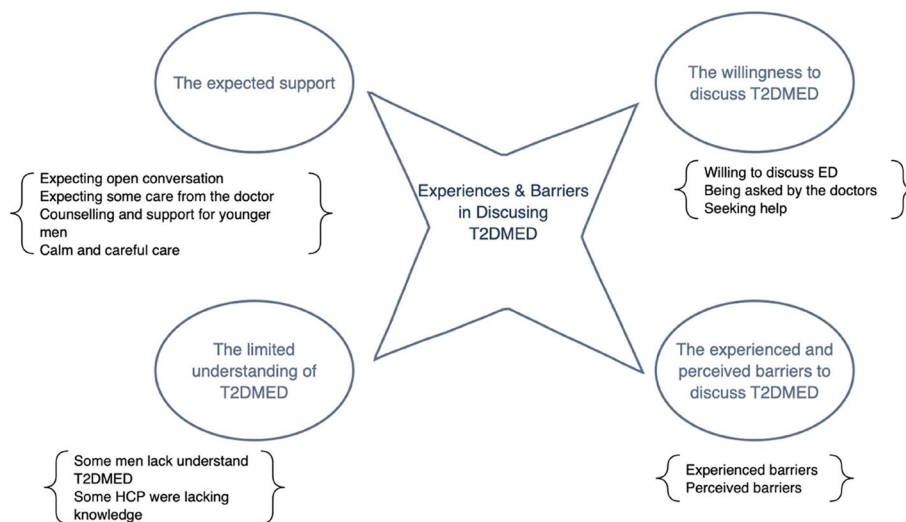 The expected support
The willingness to
discuss T2DMED
Expecting open conversation
Expecting some care from the doctor
Counselling and support for younger
men
Calm and careful care
Willing to discuss ED
Being asked by the doctors
Seeking help
Experiences & Barriers
in Discusing
T2DMED
The limited
understanding of
T2DMED
The experienced and
perceived barriers to
discuss T2DMED
Some men lack understand
T2DMED
Some HCP were lacking
knowledge
Experienced barriers
Perceived barriers